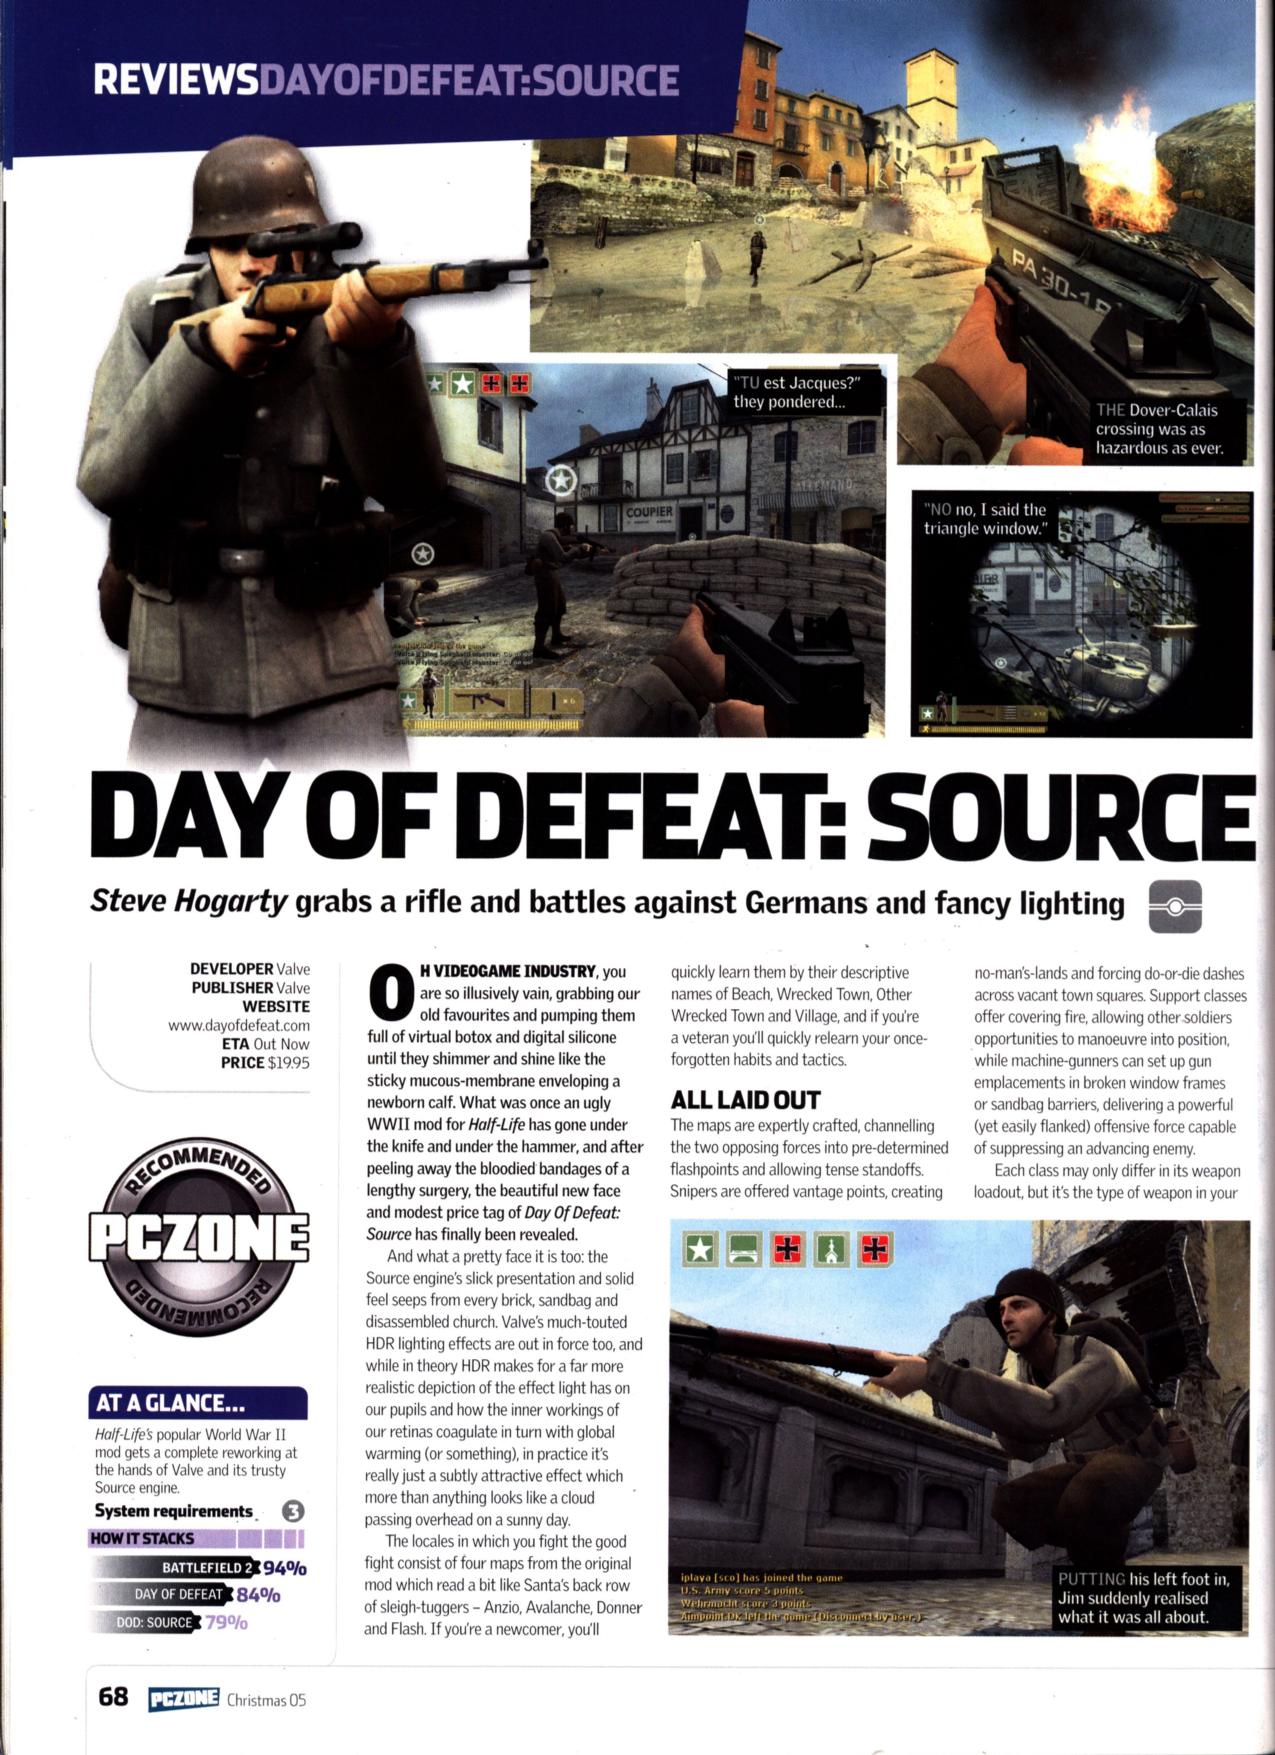 REVIEWSDAYOFDEFEAT:SOURCE
PA 30-1
"TU est Jacques?"
they pondered...
THE Dover-Calais
crossing was as
hazardous as ever.
COUPIER
"NO no, I said the
triangle window."
DAY OF DEFEAT: SOURCE
Steve Hogarty grabs a rifle and battles against Germans and fancy lighting
DEVELOPER Valve
PUBLISHER Valve
WEBSITE
www.dayofdefeat.com
ETA Out Now
PRICE $19.95
RECOMMENDED
PCZONE
RECOMMENDED
AT A GLANCE...
Half-Life's popular World War II
mod gets a complete reworking at
the hands of Valve and its trusty
Source engine.
System requirements 3
HOW IT STACKS
BATTLEFIELD 2 94%
DAY OF DEFEAT 84%
DOD: SOURCE 79%
OH VIDEOGAME INDUSTRY, you
are so illusively vain, grabbing our
old favourites and pumping them
full of virtual botox and digital silicone
until they shimmer and shine like the
sticky mucous-membrane enveloping a
newborn calf. What was once an ugly
WWII mod for Half-Life has gone under
the knife and under the hammer, and after
peeling away the bloodied bandages of a
lengthy surgery, the beautiful new face
and modest price tag of Day Of Defeat:
Source has finally been revealed.
And what a pretty face it is too: the
Source engine's slick presentation and solid
feel seeps from every brick, sandbag and
disassembled church. Valve's much-touted
HDR lighting effects are out in force too, and
while in theory HDR makes for a far more
realistic depiction of the effect light has on
our pupils and how the inner workings of
our retinas coagulate in turn with global
warming (or something), in practice it's
really just a subtly attractive effect which
more than anything looks like a cloud
passing overhead on a sunny day.
The locales in which you fight the good
fight consist of four maps from the original
mod which read a bit like Santa's back row
of sleigh-tuggers – Anzio, Avalanche, Donner
and Flash. If you're a newcomer, you'll
quickly learn them by their descriptive
names of Beach, Wrecked Town, Other
Wrecked Town and Village, and if you're
a veteran you'll quickly relearn your once-
forgotten habits and tactics.
ALL LAID OUT
The maps are expertly crafted, channelling
the two opposing forces into pre-determined
flashpoints and allowing tense standoffs.
Snipers are offered vantage points, creating
no-man's-lands and forcing do-or-die dashes
across vacant town squares. Support classes
offer covering fire, allowing other soldiers
opportunities to manoeuvre into position,
while machine-gunners can set up gun
emplacements in broken window frames
or sandbag barriers, delivering a powerful
(yet easily flanked) offensive force capable
of suppressing an advancing enemy.
Each class may only differ in its weapon
loadout, but it's the type of weapon in your
iplaya [sco] has joined the game
U.S. Army score 5 points
Wehrmacht score 3 points
Aimpoint.DK left the game (Disconnect by user.)
PUTTING his left foot in,
Jim suddenly realised
what it was all about.
68 PCZONE Christmas 05